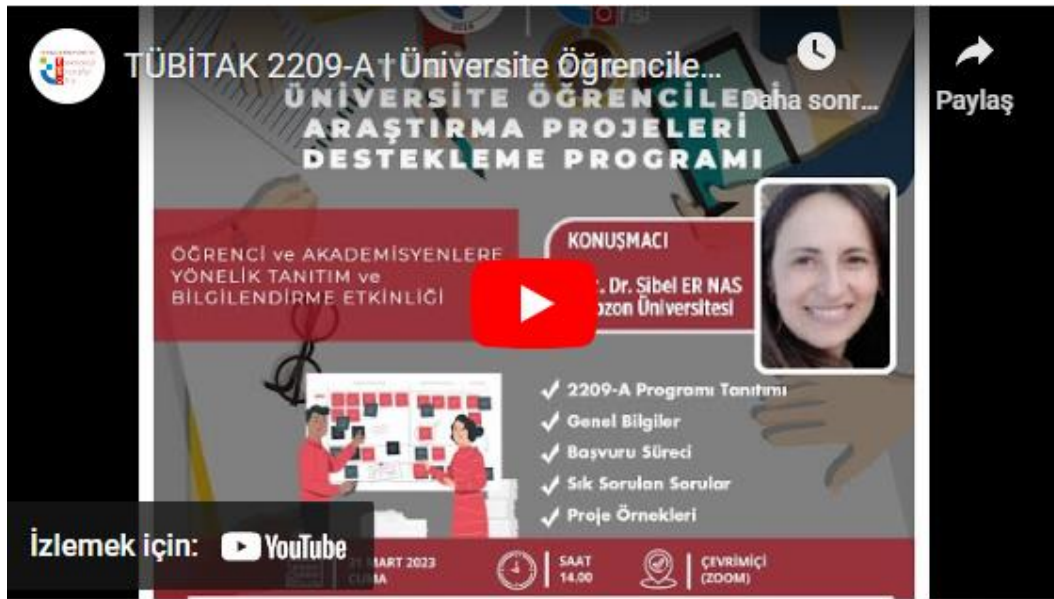 TÜBİTAK 2209-A | Üniversite Öğrencile...
Daha sonr...
Paylaş
ÜNİVERSİTE ÖĞRENCİLERİ
ARAŞTIRMA PROJELERİ
DESTEKLEME PROGRAMI
ÖĞRENCİ ve AKADEMİSYENLERE
YÖNELİK TANITIM ve
BİLGİLENDİRME ETKİNLİĞİ
KONUŞMACI
Dr. Sibel ER NAS
Üniversitesi
2209-A Programı Tanıtımı
Genel Bilgiler
Başvuru Süreci
Sık Sorulan Sorular
Proje Örnekleri
İzlemek için:
YouTube
MART 2023
CUMA
SAAT
14.00
ÇEVRİMİÇİ
(ZOOM)